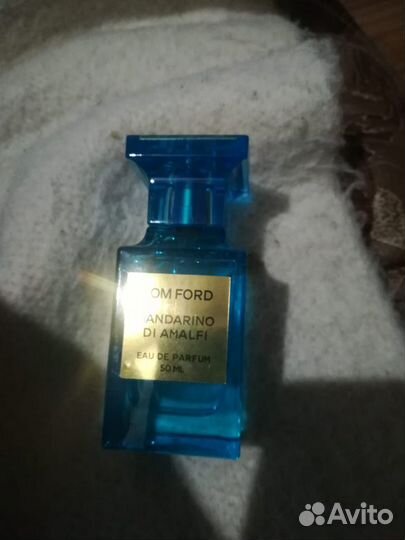 OM FORD
ANDARINO
DI AMALFI
EAU DE PARFUM
50 ML
Avito